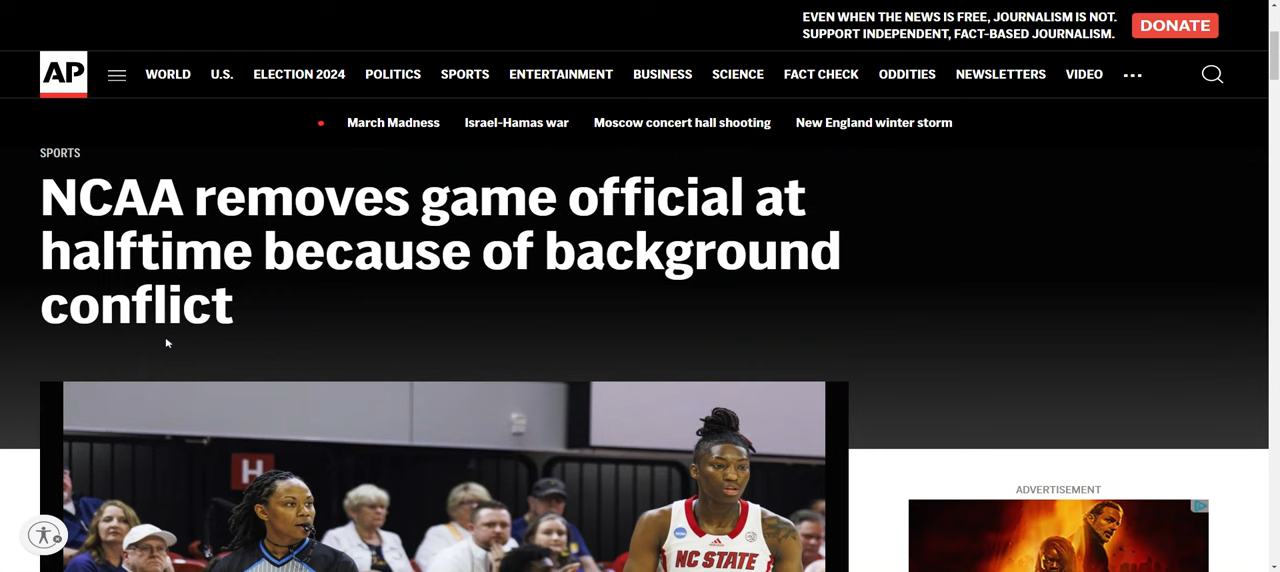 EVEN WHEN THE NEWS IS FREE, JOURNALISM IS NOT.
SUPPORT INDEPENDENT, FACT-BASED JOURNALISM.
DONATE
AP
WORLD U.S. ELECTION 2024 POLITICS SPORTS ENTERTAINMENT BUSINESS SCIENCE FACT CHECK ODDITIES NEWSLETTERS VIDEO ...
March Madness Israel-Hamas war Moscow concert hall shooting New England winter storm
SPORTS
NCAA removes game official at
halftime because of background
conflict
H
NC STATE
ADVERTISEMENT